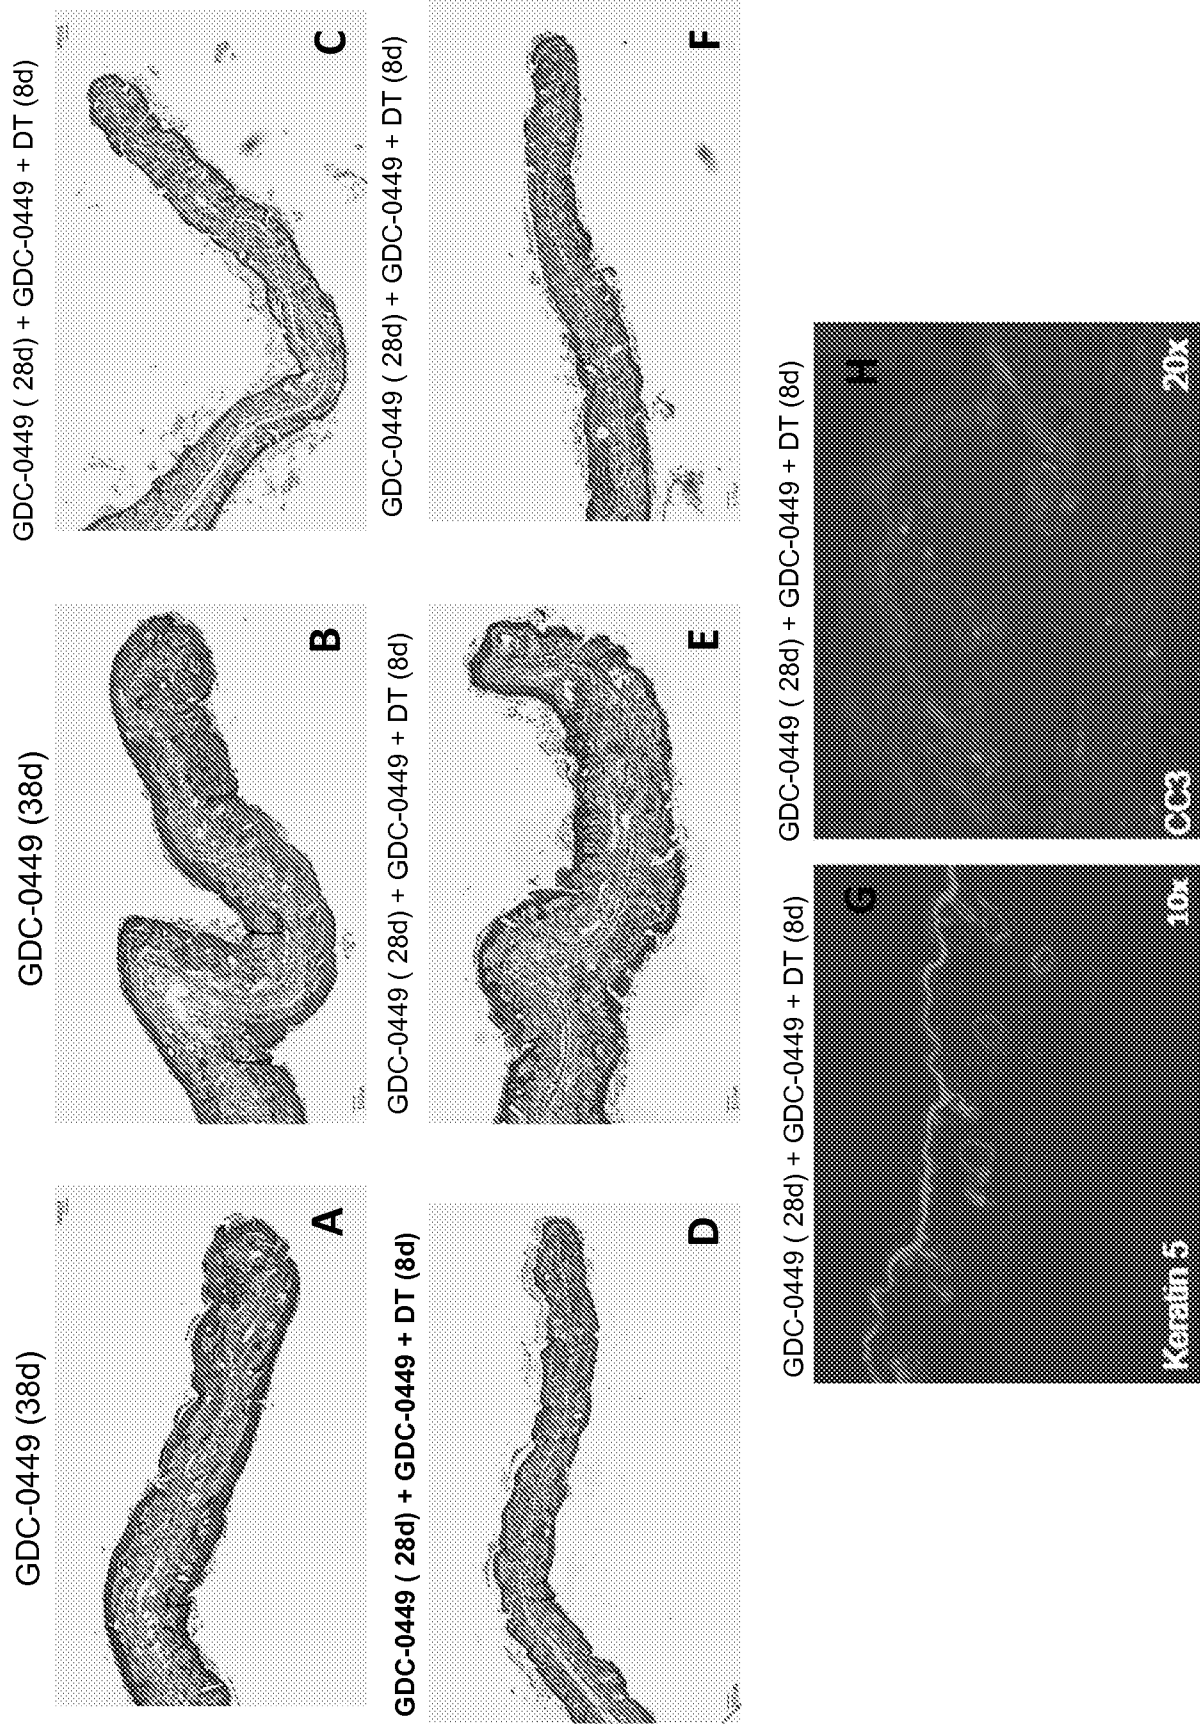 GDC-0449 (38d)
A
GDC-0449 (38d)
B
GDC-0449 ( 28d) + GDC-0449 + DT (8d)
C
GDC-0449 ( 28d) + GDC-0449 + DT (8d)
D
GDC-0449 ( 28d) + GDC-0449 + DT (8d)
E
GDC-0449 ( 28d) + GDC-0449 + DT (8d)
F
GDC-0449 ( 28d) + GDC-0449 + DT (8d)
G
Keratin 5
10x
GDC-0449 ( 28d) + GDC-0449 + DT (8d)
H
CC3
20x